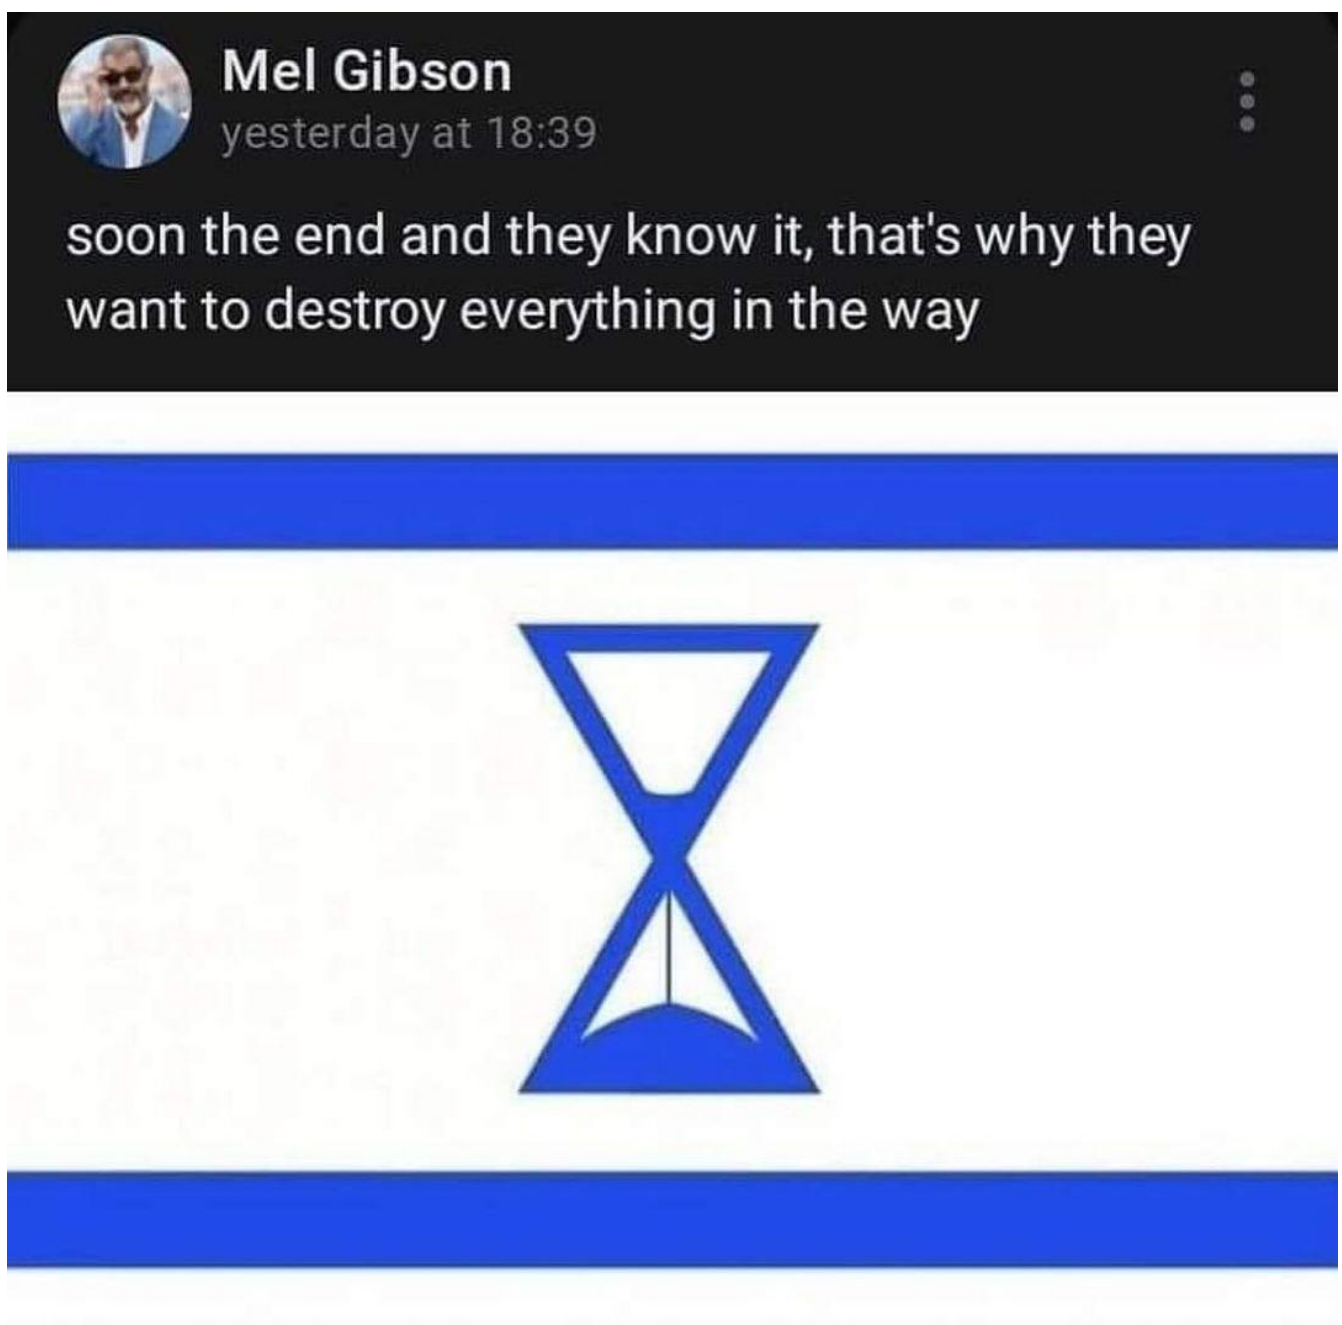 Mel Gibson
yesterday at 18:39
soon the end and they know it, that's why they
want to destroy everything in the way